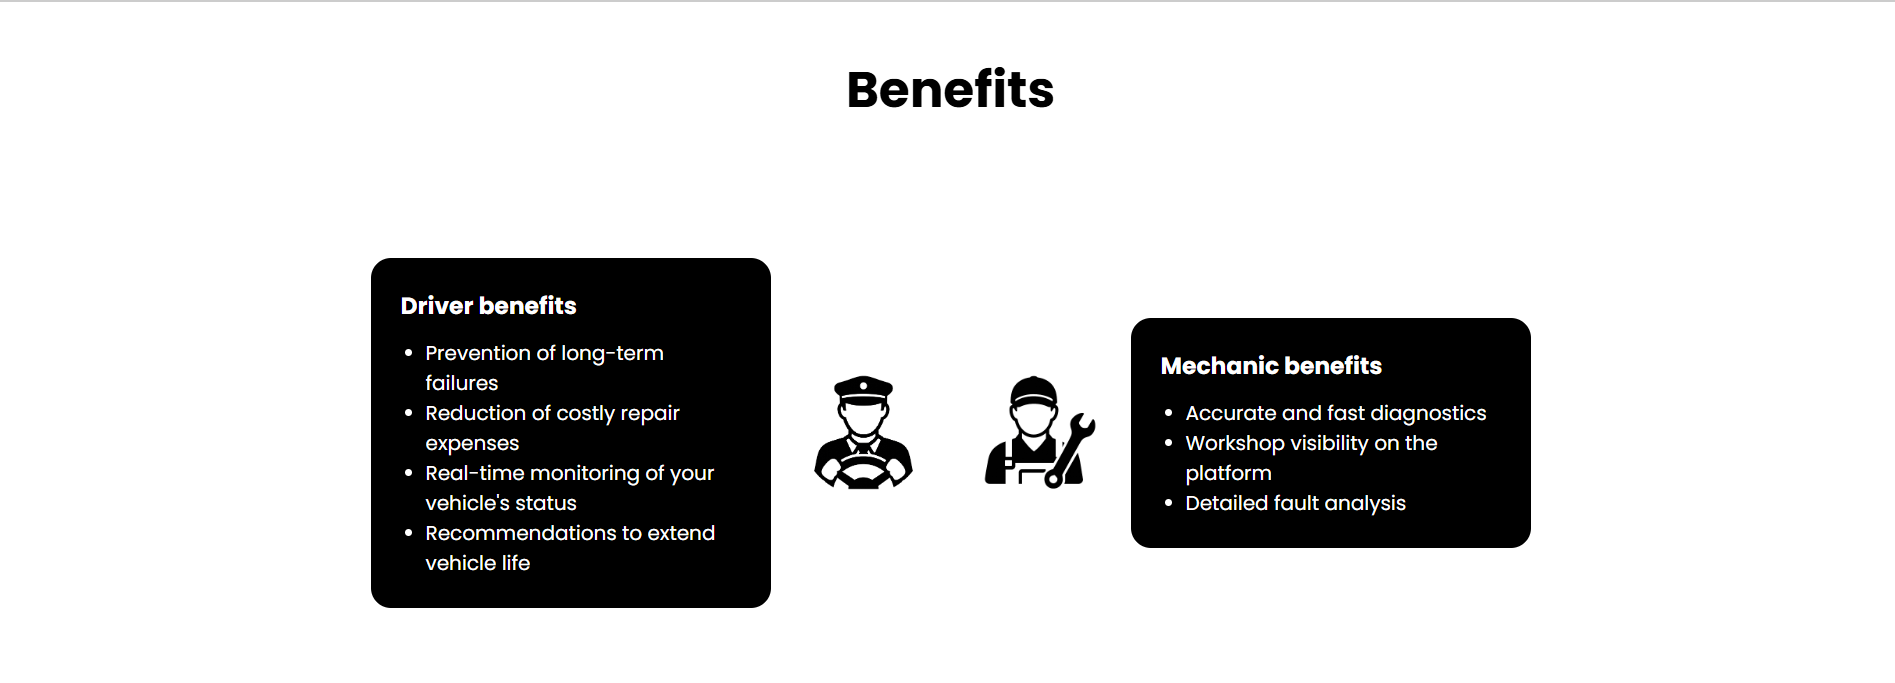 Benefits
Driver benefits
• Prevention of long-term
failures
• Reduction of costly repair
expenses
• Real-time monitoring of your
vehicle's status
• Recommendations to extend
vehicle life
Mechanic benefits
• Accurate and fast diagnostics
• Workshop visibility on the
platform
• Detailed fault analysis